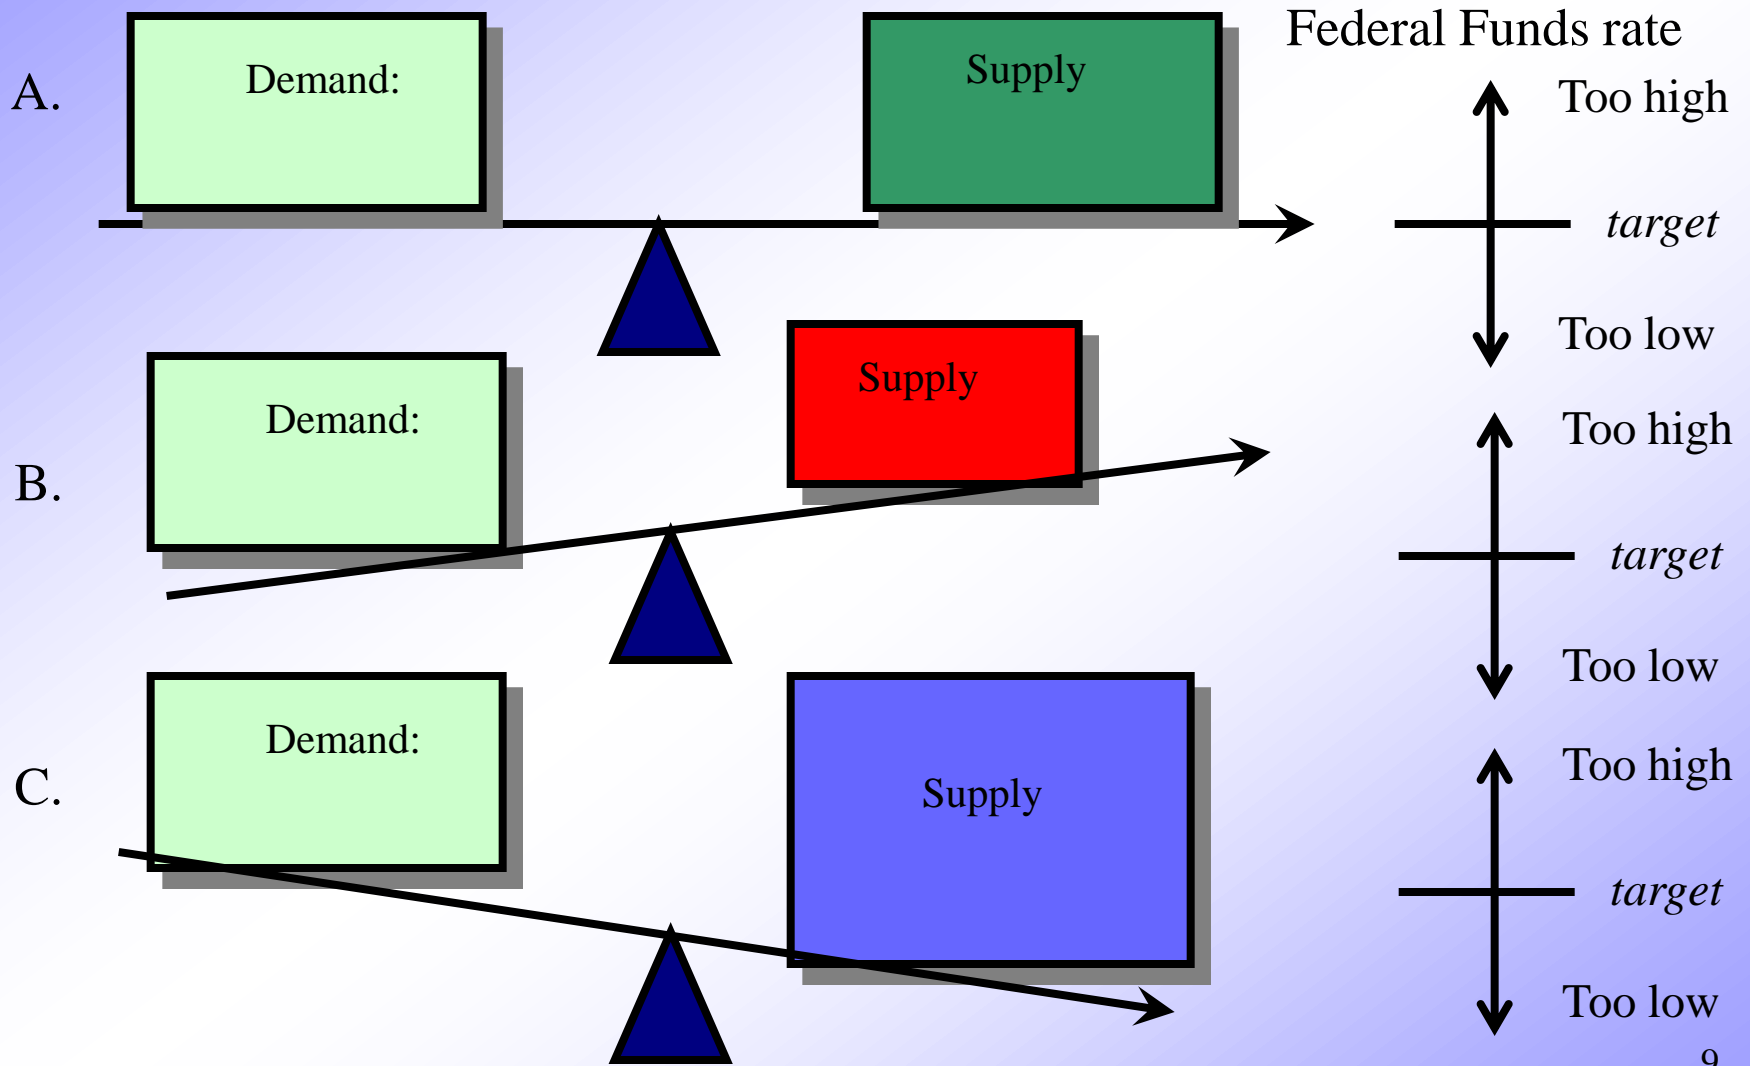 Federal Funds rate
A.
Demand:
Supply
Too high
target
Too low
B.
Demand:
Supply
Too high
target
Too low
C.
Demand:
Supply
Too high
target
Too low
9